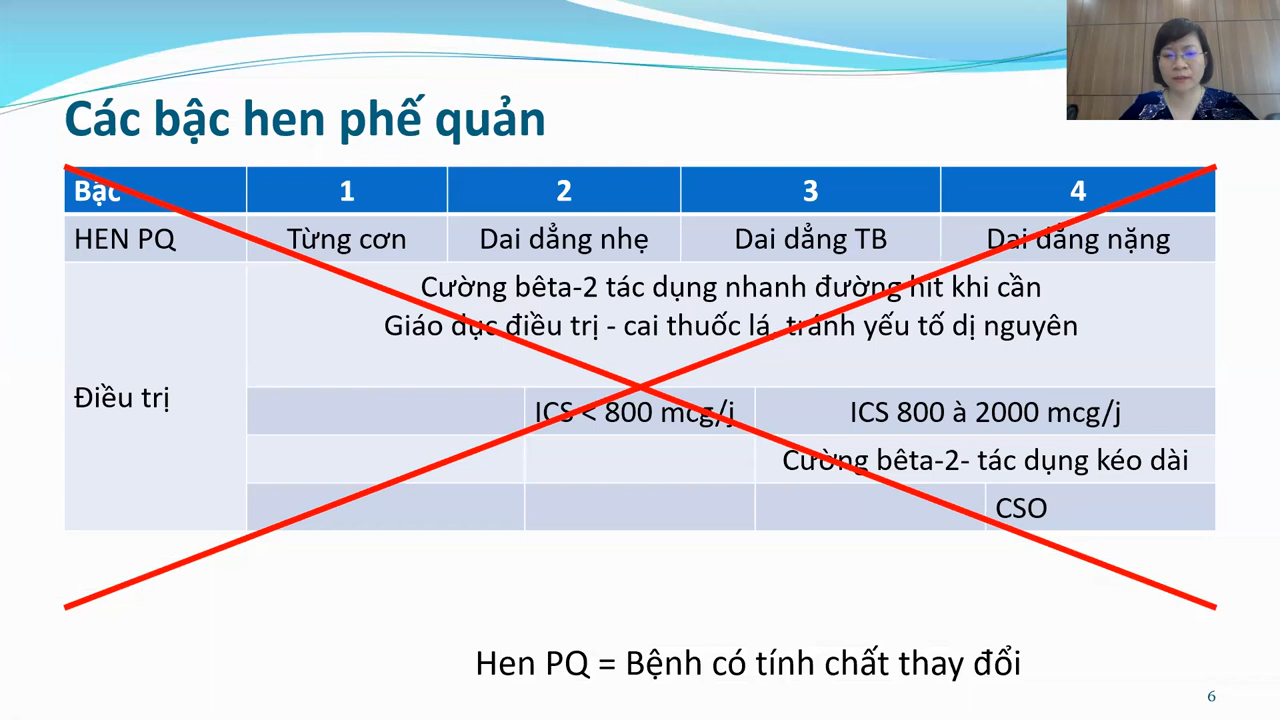 Các bậc hen phế quản
Bậc 1 2 3 4
HEN PQ Từng cơn Dai dẳng nhẹ Dai dẳng TB Dai dẳng nặng
Cường bêta-2 tác dụng nhanh đường hít khi cần
Giáo dục điều trị - cai thuốc lá, tránh yếu tố dị nguyên
Điều trị
ICS < 800 mcg/j ICS 800 à 2000 mcg/j
Cường bêta-2- tác dụng kéo dài
CSO
Hen PQ = Bệnh có tính chất thay đổi
6